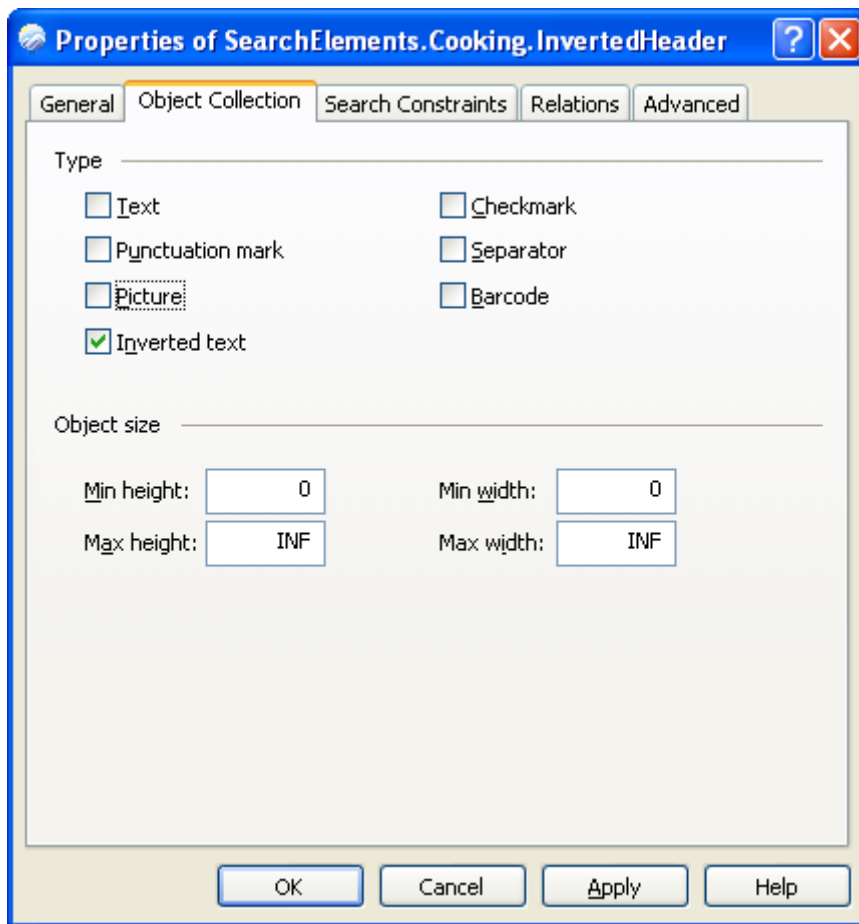 Properties of SearchElements.Cooking.InvertedHeader
General Object Collection Search Constraints Relations Advanced
Type
Text Checkmark
Punctuation mark Separator
Picture Barcode
Inverted text
Object size
Min height: 0 Min width: 0
Max height: INF Max width: INF
OK Cancel Apply Help